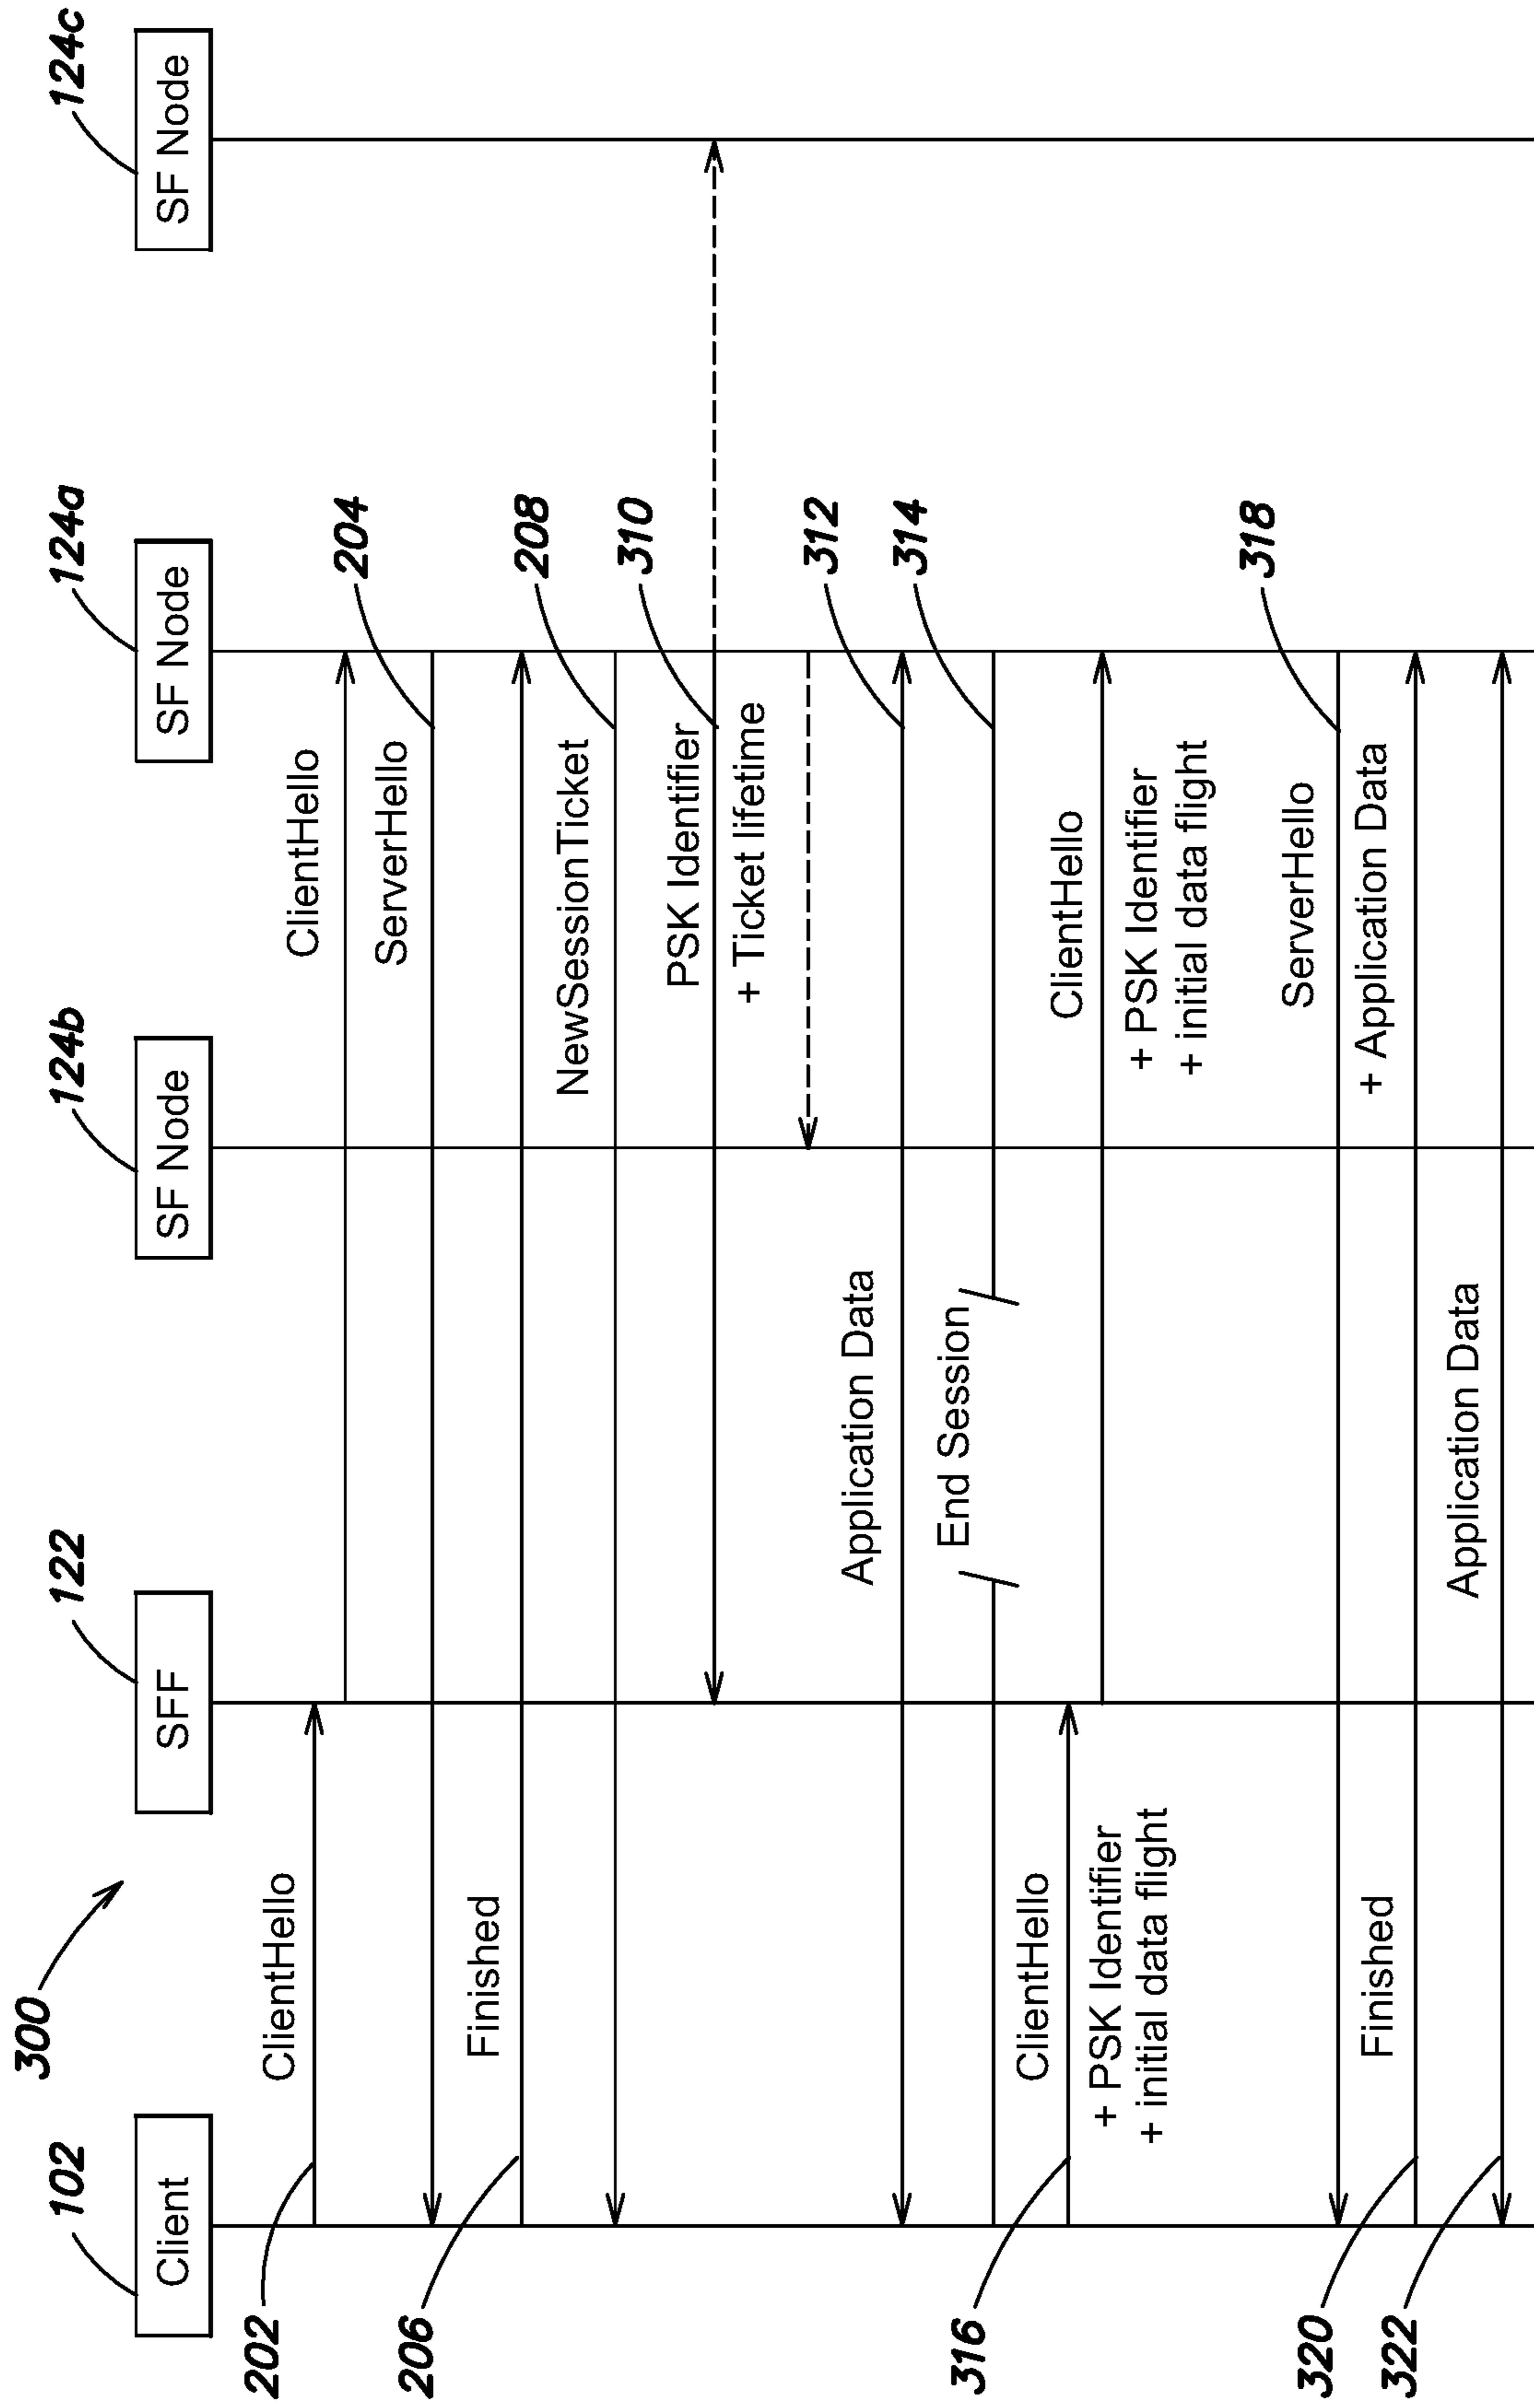 300
102
122
124b
124a
124c
Client
SFF
SF Node
SF Node
SF Node
202
ClientHello
ClientHello
ServerHello
204
206
Finished
NewSessionTicket
208
PSK Identifier
+ Ticket lifetime
310
Application Data
312
End Session
314
316
ClientHello
+ PSK Identifier
+ initial data flight
ClientHello
+ PSK Identifier
+ initial data flight
ServerHello
+ Application Data
318
320
Finished
322
Application Data